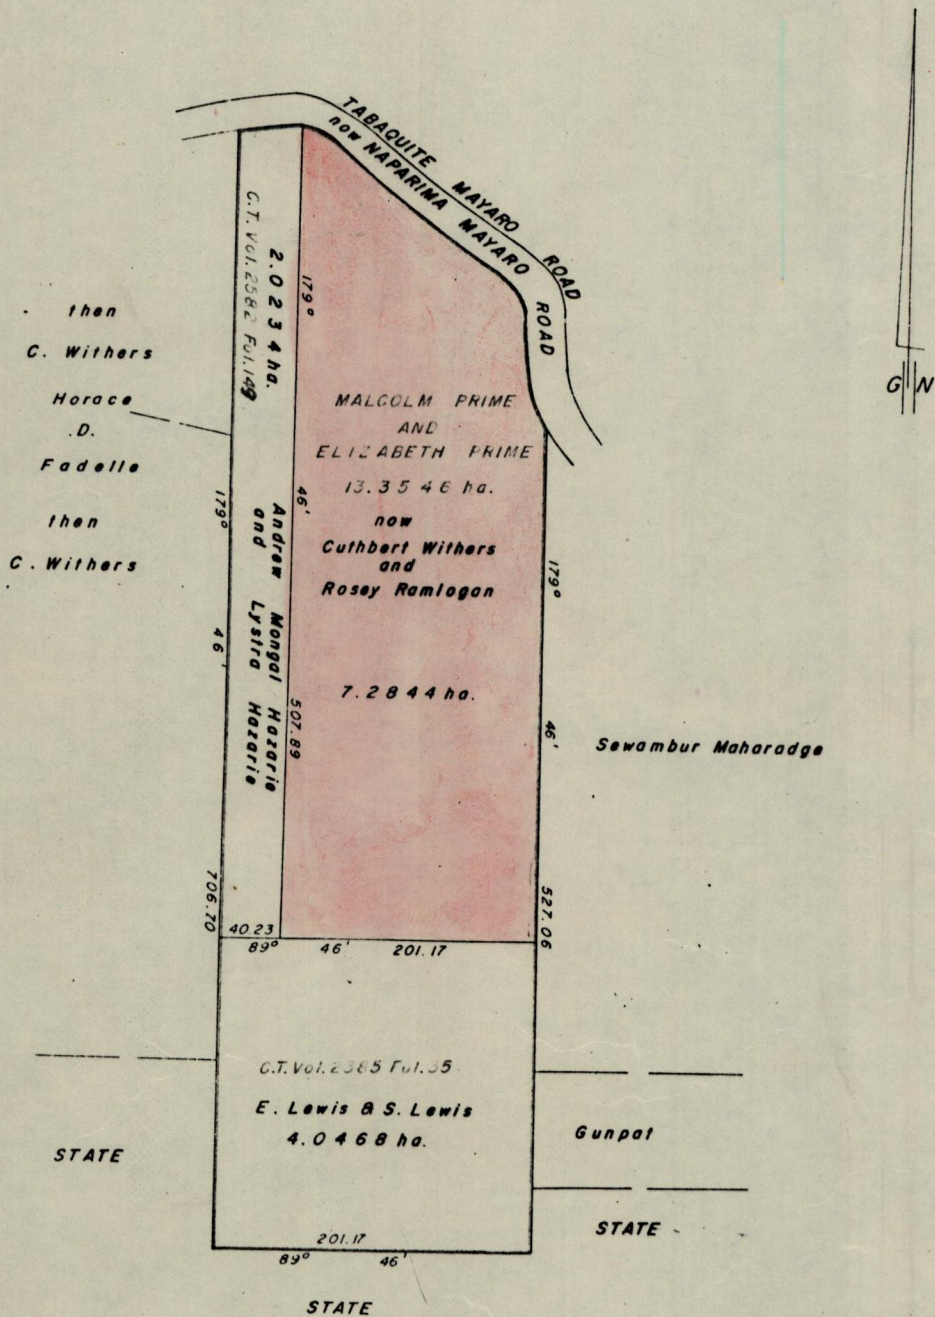 TABAQUITE MAYARO ROAD
now NAPARIMA MAYARO ROAD
G N
then
C. Withers
Horace
.D.
Fadelle
then
C. Withers
2.0234 ha.
C.T. Vol. 2582 Fol. 149
Andrew Mongal Hazarie
and Lystra Hazarie
179°
46'
706.70
179°
46'
507.89
MALCOLM PRIME
AND
ELIZABETH PRIME
13.3546 ha.
now
Cuthbert Withers
and
Rosey Ramlogan
7.2844 ha.
179°
46'
527.06
Sewambur Maharadge
40.23
89° 46' 201.17
C.T. Vol. 2385 Fol. 35
E. Lewis & S. Lewis
4.0468 ha.
STATE
Gunpat
STATE
201.17
89° 46'
STATE